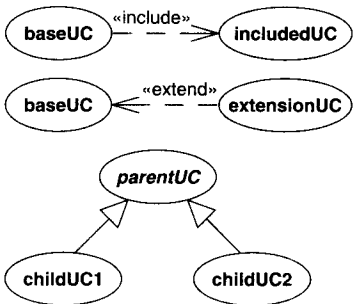 «include»
baseUC includedUC
«extend»
baseUC extensionUC
parentUC
childUC1 childUC2